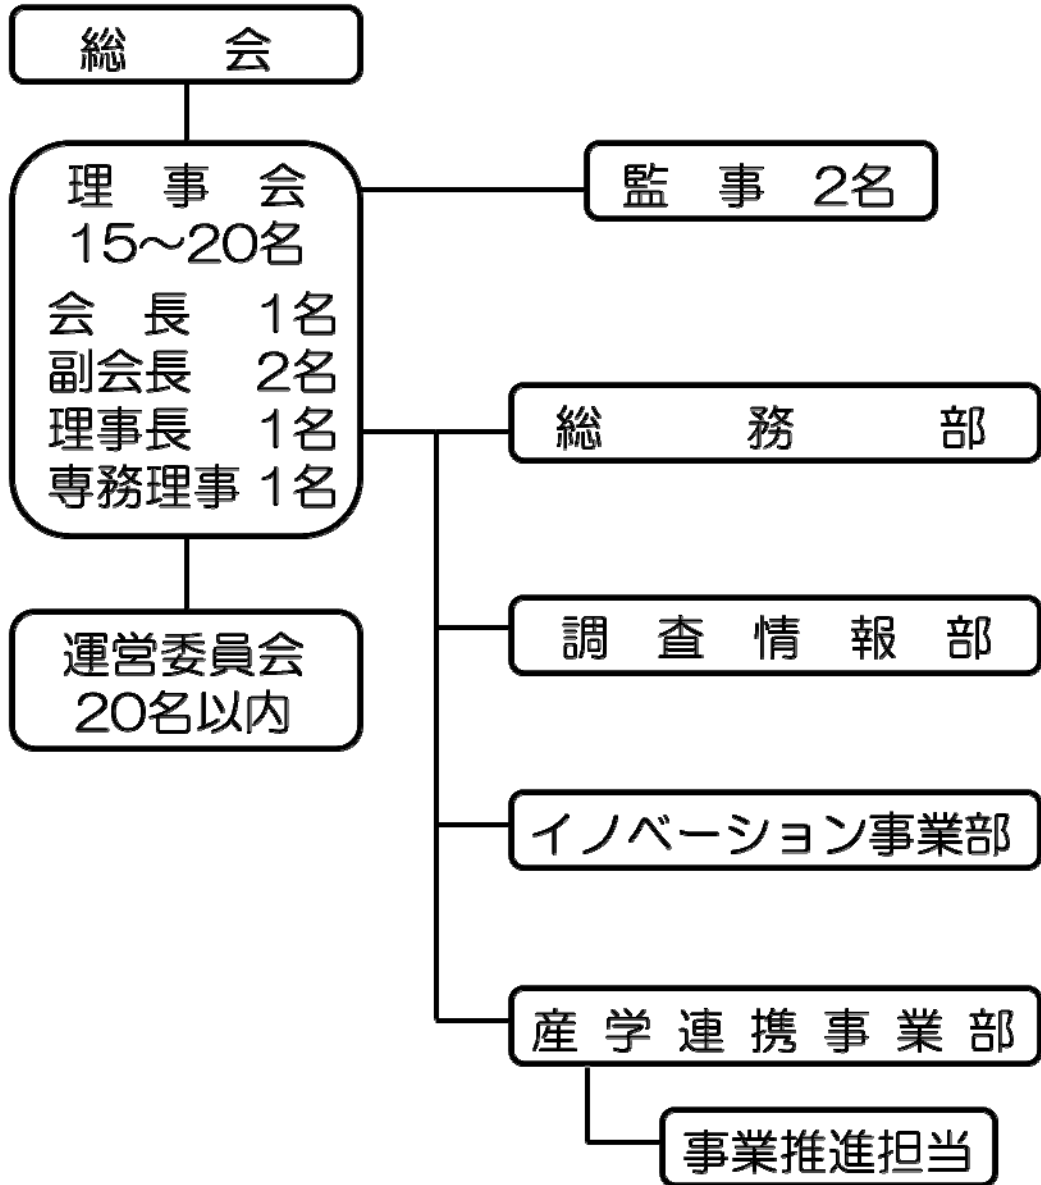 総会
理事会
15～20名
会長 1名
副会長 2名
理事長 1名
専務理事 1名
監事 2名
総務部
運営委員会
20名以内
調査情報部
イノベーション事業部
産学連携事業部
事業推進担当